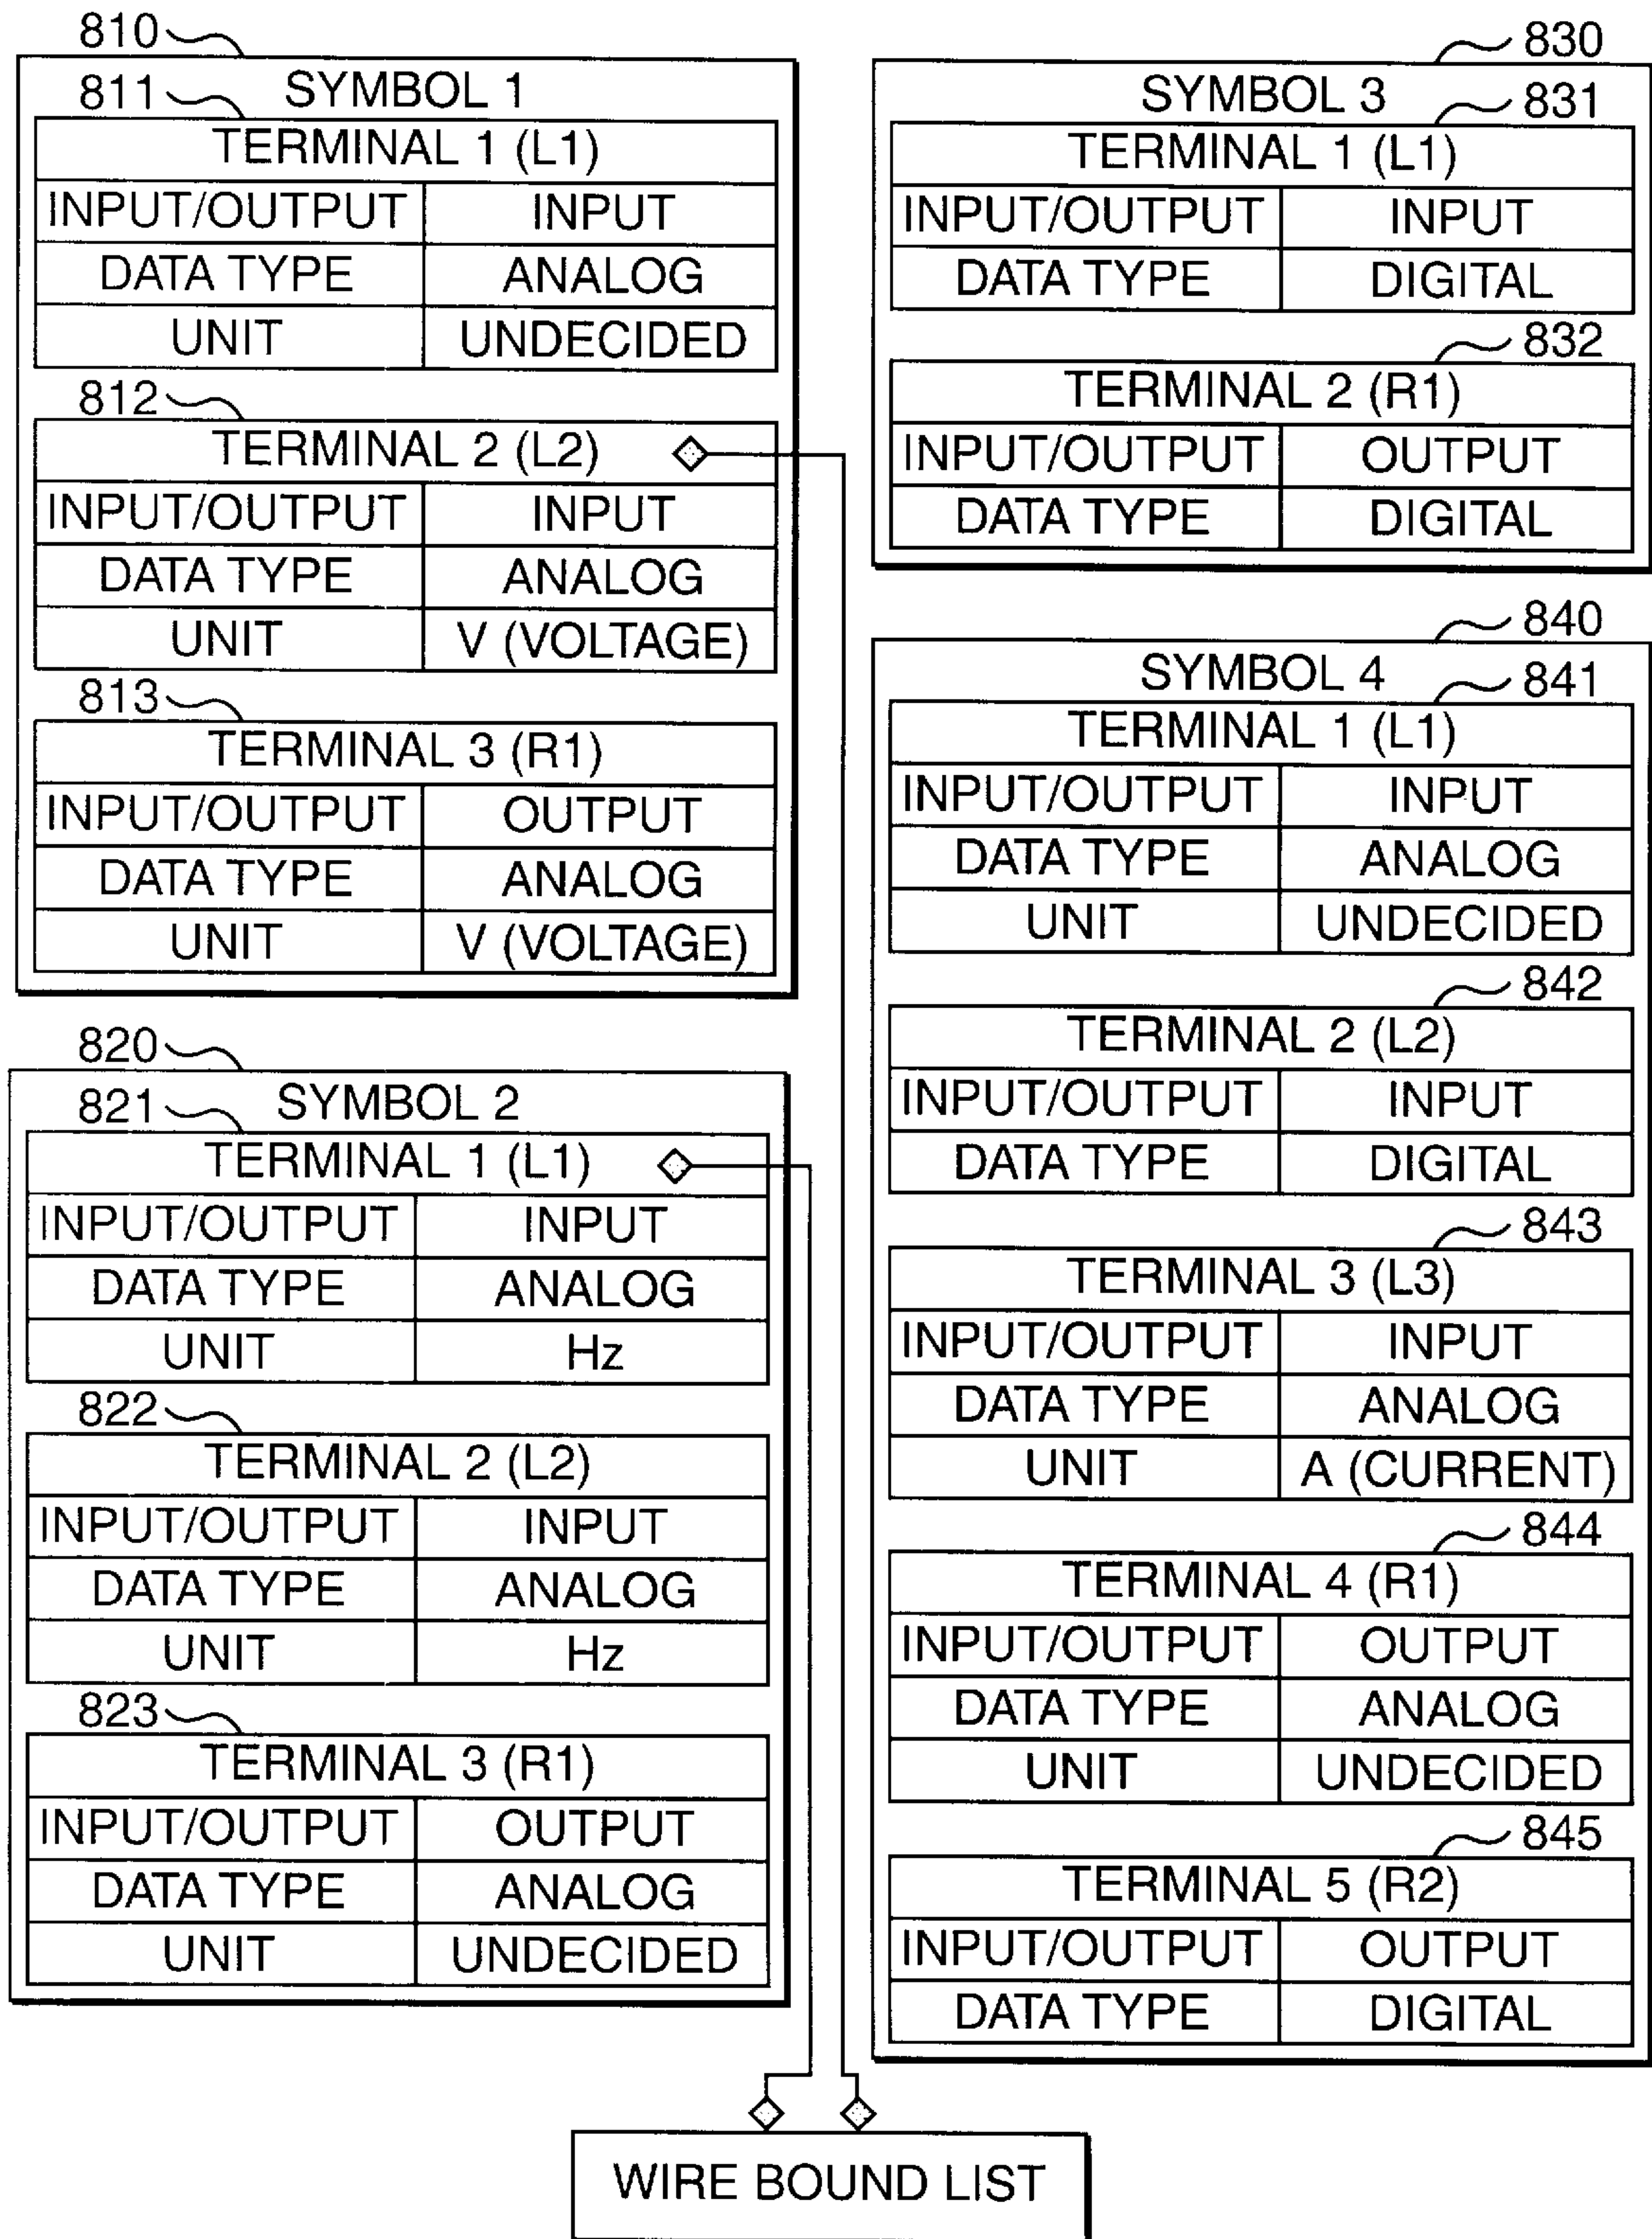 810
SYMBOL 1
811
TERMINAL 1 (L1)
INPUT/OUTPUT INPUT
DATA TYPE ANALOG
UNIT UNDECIDED
812
TERMINAL 2 (L2)
INPUT/OUTPUT INPUT
DATA TYPE ANALOG
UNIT V (VOLTAGE)
813
TERMINAL 3 (R1)
INPUT/OUTPUT OUTPUT
DATA TYPE ANALOG
UNIT V (VOLTAGE)
820
SYMBOL 2
821
TERMINAL 1 (L1)
INPUT/OUTPUT INPUT
DATA TYPE ANALOG
UNIT Hz
822
TERMINAL 2 (L2)
INPUT/OUTPUT INPUT
DATA TYPE ANALOG
UNIT Hz
823
TERMINAL 3 (R1)
INPUT/OUTPUT OUTPUT
DATA TYPE ANALOG
UNIT UNDECIDED
830
SYMBOL 3
831
TERMINAL 1 (L1)
INPUT/OUTPUT INPUT
DATA TYPE DIGITAL
832
TERMINAL 2 (R1)
INPUT/OUTPUT OUTPUT
DATA TYPE DIGITAL
840
SYMBOL 4
841
TERMINAL 1 (L1)
INPUT/OUTPUT INPUT
DATA TYPE ANALOG
UNIT UNDECIDED
842
TERMINAL 2 (L2)
INPUT/OUTPUT INPUT
DATA TYPE DIGITAL
843
TERMINAL 3 (L3)
INPUT/OUTPUT INPUT
DATA TYPE ANALOG
UNIT A (CURRENT)
844
TERMINAL 4 (R1)
INPUT/OUTPUT OUTPUT
DATA TYPE ANALOG
UNIT UNDECIDED
845
TERMINAL 5 (R2)
INPUT/OUTPUT OUTPUT
DATA TYPE DIGITAL
WIRE BOUND LIST